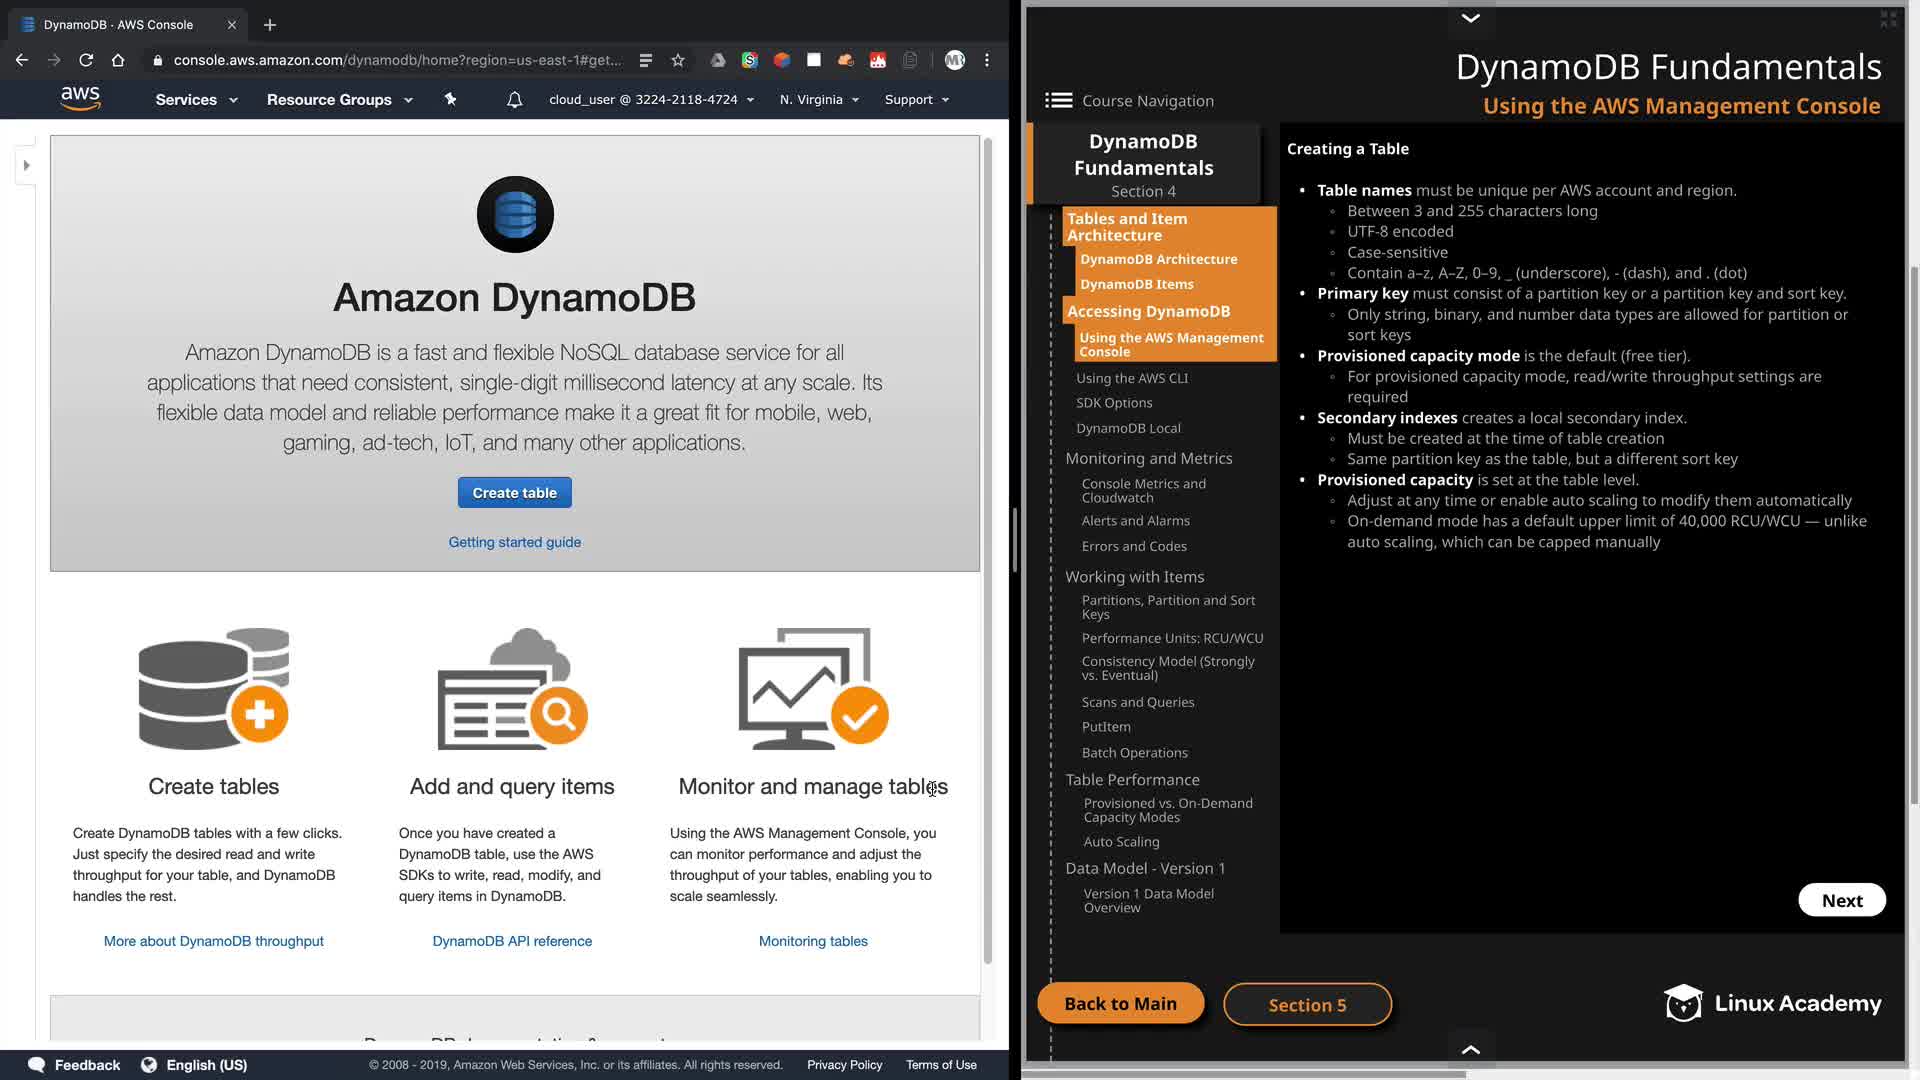 DynamoDB - AWS Console
console.aws.amazon.com/dynamodb/home?region=us-east-1#get...
aws
Services
Resource Groups
cloud_user @ 3224-2118-4724
N. Virginia
Support
Amazon DynamoDB
Amazon DynamoDB is a fast and flexible NoSQL database service for all
applications that need consistent, single-digit millisecond latency at any scale. Its
flexible data model and reliable performance make it a great fit for mobile, web,
gaming, ad-tech, IoT, and many other applications.
Create table
Getting started guide
Create tables
Create DynamoDB tables with a few clicks.
Just specify the desired read and write
throughput for your table, and DynamoDB
handles the rest.
More about DynamoDB throughput
Add and query items
Once you have created a
DynamoDB table, use the AWS
SDKs to write, read, modify, and
query items in DynamoDB.
DynamoDB API reference
Monitor and manage tables
Using the AWS Management Console, you
can monitor performance and adjust the
throughput of your tables, enabling you to
scale seamlessly.
Monitoring tables
Feedback
English (US)
© 2008 - 2019, Amazon Web Services, Inc. or its affiliates. All rights reserved.
Privacy Policy
Terms of Use
DynamoDB Fundamentals
Using the AWS Management Console
Course Navigation
DynamoDB
Fundamentals
Section 4
Tables and Item
Architecture
DynamoDB Architecture
DynamoDB Items
Accessing DynamoDB
Using the AWS Management
Console
Using the AWS CLI
SDK Options
DynamoDB Local
Monitoring and Metrics
Console Metrics and
Cloudwatch
Alerts and Alarms
Errors and Codes
Working with Items
Partitions, Partition and Sort
Keys
Performance Units: RCU/WCU
Consistency Model (Strongly
vs. Eventual)
Scans and Queries
PutItem
Batch Operations
Table Performance
Provisioned vs. On-Demand
Capacity Modes
Auto Scaling
Data Model - Version 1
Version 1 Data Model
Overview
Creating a Table
• Table names must be unique per AWS account and region.
◦ Between 3 and 255 characters long
◦ UTF-8 encoded
◦ Case-sensitive
◦ Contain a–z, A–Z, 0–9, _ (underscore), - (dash), and . (dot)
• Primary key must consist of a partition key or a partition key and sort key.
◦ Only string, binary, and number data types are allowed for partition or
sort keys
• Provisioned capacity mode is the default (free tier).
◦ For provisioned capacity mode, read/write throughput settings are
required
• Secondary indexes creates a local secondary index.
◦ Must be created at the time of table creation
◦ Same partition key as the table, but a different sort key
• Provisioned capacity is set at the table level.
◦ Adjust at any time or enable auto scaling to modify them automatically
◦ On-demand mode has a default upper limit of 40,000 RCU/WCU — unlike
auto scaling, which can be capped manually
Next
Back to Main
Section 5
Linux Academy